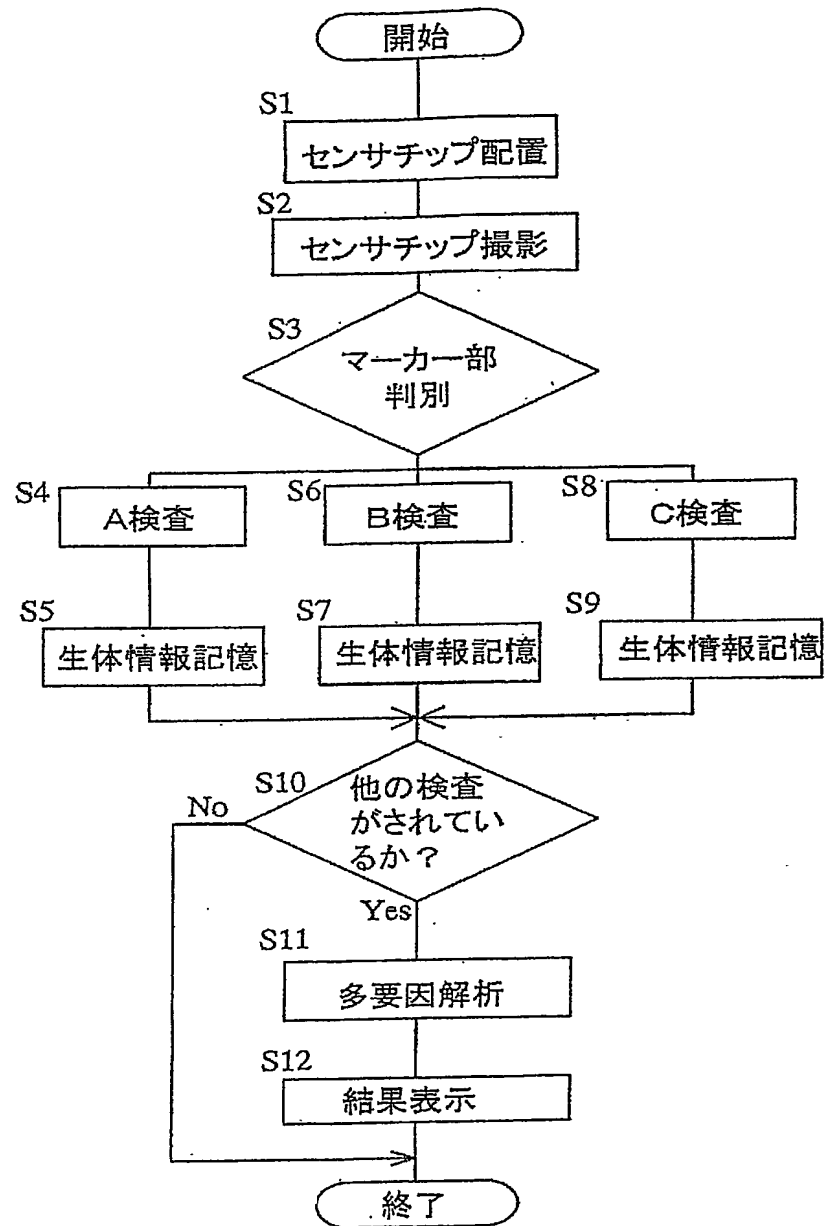 開始
S1
センサチップ配置
S2
センサチップ撮影
S3
マーカー部
判別
S4
A検査
S6
B検査
S8
C検査
S5
生体情報記憶
S7
生体情報記憶
S9
生体情報記憶
S10
他の検査
がされてい
るか？
No
Yes
S11
多要因解析
S12
結果表示
終了